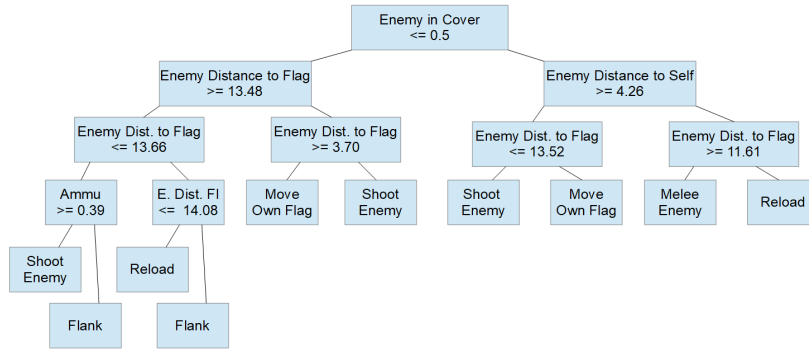 Enemy in Cover
<= 0.5
Enemy Distance to Flag
>= 13.48
Enemy Distance to Self
>= 4.26
Enemy Dist. to Flag
<= 13.66
Enemy Dist. to Flag
>= 3.70
Enemy Dist. to Flag
<= 13.52
Enemy Dist. to Flag
>= 11.61
Ammu
>= 0.39
E. Dist. Fl
<= 14.08
Move
Own Flag
Shoot
Enemy
Shoot
Enemy
Move
Own Flag
Melee
Enemy
Reload
Shoot
Enemy
Reload
Flank
Flank